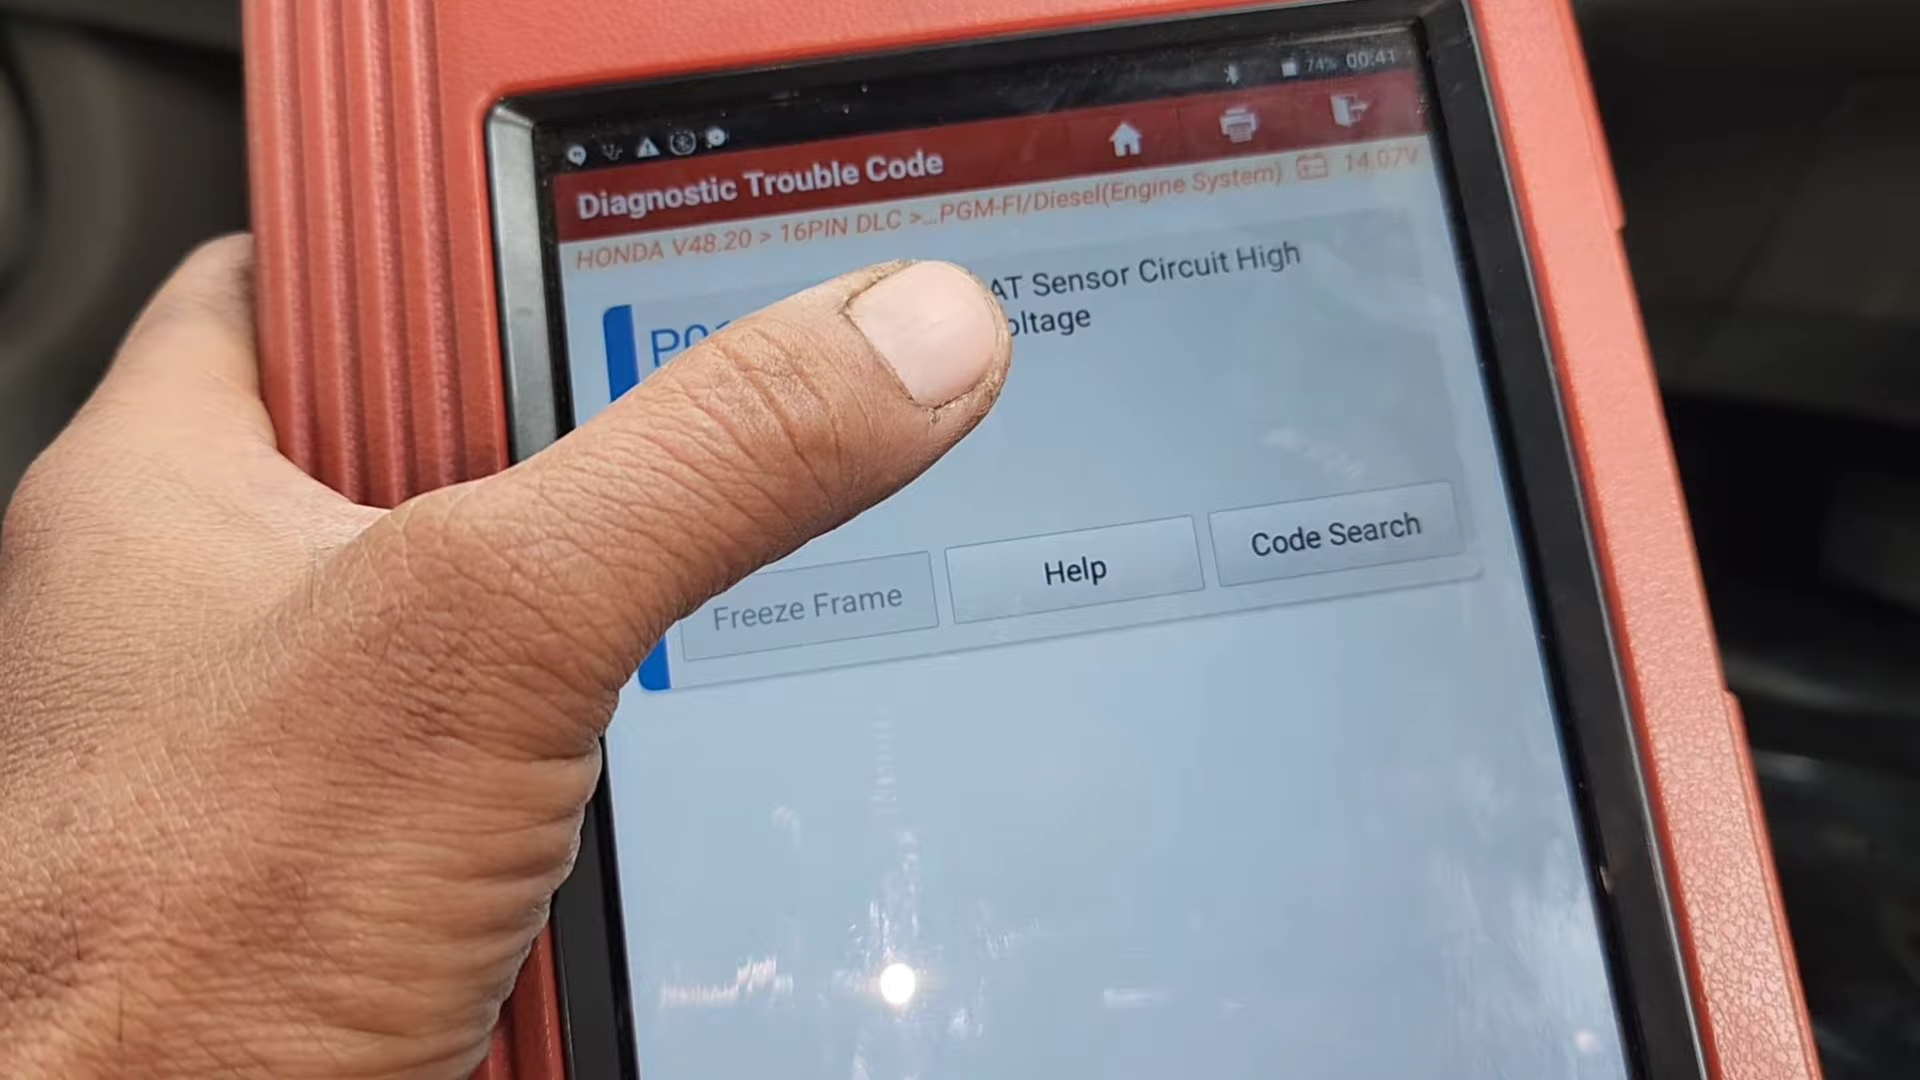 74% 00:41
Diagnostic Trouble Code
HONDA V48.20 > 16PIN DLC >...PGM-FI/Diesel(Engine System) 14.07V
AT Sensor Circuit High
oltage
Freeze Frame
Help
Code Search